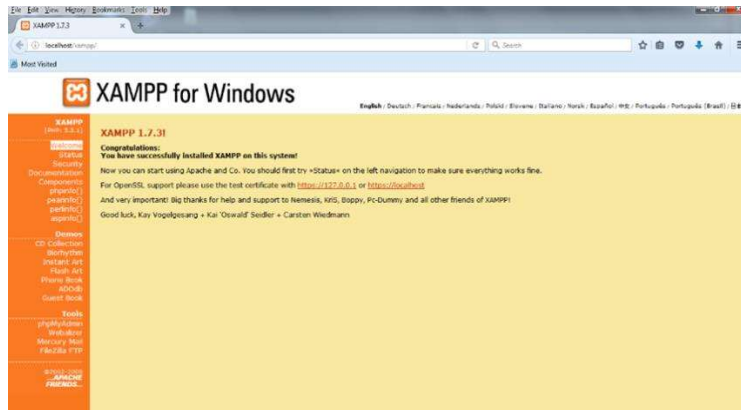 File Edit View History Bookmarks Tools Help
XAMPP 1.7.3
localhost/xampp/
Search
Most Visited
XAMPP for Windows
English / Deutsch / Francais / Nederlands / Polski / Slovene / Italiano / Norsk / Español / 中文 / Português / Português (Brasil) /
XAMPP
Welcome
Status
Security
Documentation
Components
phpinfo()
pearinfo()
perlinfo()
aspinfo()
Demos
CD Collection
Biorhythm
Instant Art
Flash Art
Phone Book
ADOdb
Guest Book
Tools
phpMyAdmin
Webalizer
Mercury Mail
FileZilla FTP
...APACHE
FRIENDS...
XAMPP 1.7.3!
Congratulations:
You have successfully installed XAMPP on this system!
Now you can start using Apache and Co. You should first try »Status« on the left navigation to make sure everything works fine.
For OpenSSL support please use the test certificate with https://127.0.0.1 or https://localhost
And very important! Big thanks for help and support to Nemesis, KriS, Boppy, Pc-Dummy and all other friends of XAMPP!
Good luck, Kay Vogelgesang + Kai 'Oswald' Seidler + Carsten Wiedmann